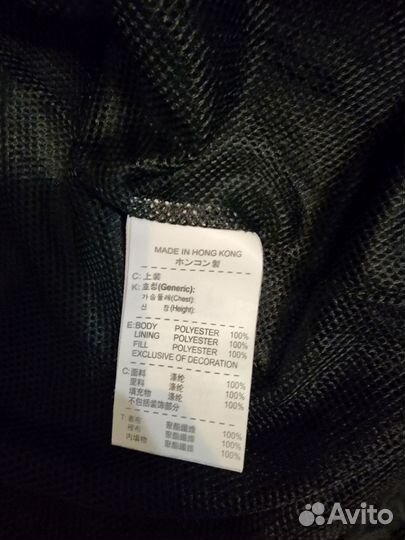 MADE IN HONG KONG
ホンコン製
C: 上装
K: 호칭(Generic):
가슴둘레(Chest):
신 장(Height):
E:BODY POLYESTER 100%
LINING POLYESTER 100%
FILL POLYESTER 100%
EXCLUSIVE OF DECORATION
C:面料 涤纶 100%
里料 涤纶 100%
填充物 涤纶 100%
不包括装饰部分
T:表布 聚酯纖維 100%
裡布 聚酯纖維 100%
內填物 聚酯纖維 100%
Avito